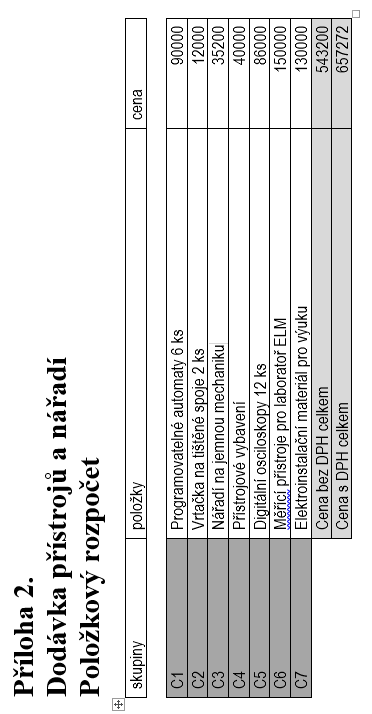 Příloha 2.
Dodávka přístrojů a nářadí
Položkový rozpočet
skupiny položky cena
C1 Programovatelné automaty 6 ks 90000
C2 Vrtačka na tištěné spoje 2 ks 12000
C3 Nářadí na jemnou mechaniku 35200
C4 Přístrojové vybavení 40000
C5 Digitální osciloskopy 12 ks 86000
C6 Měřící přístroje pro laboratoř ELM 150000
C7 Elektroinstalační materiál pro výuku 130000
Cena bez DPH celkem 543200
Cena s DPH celkem 657272